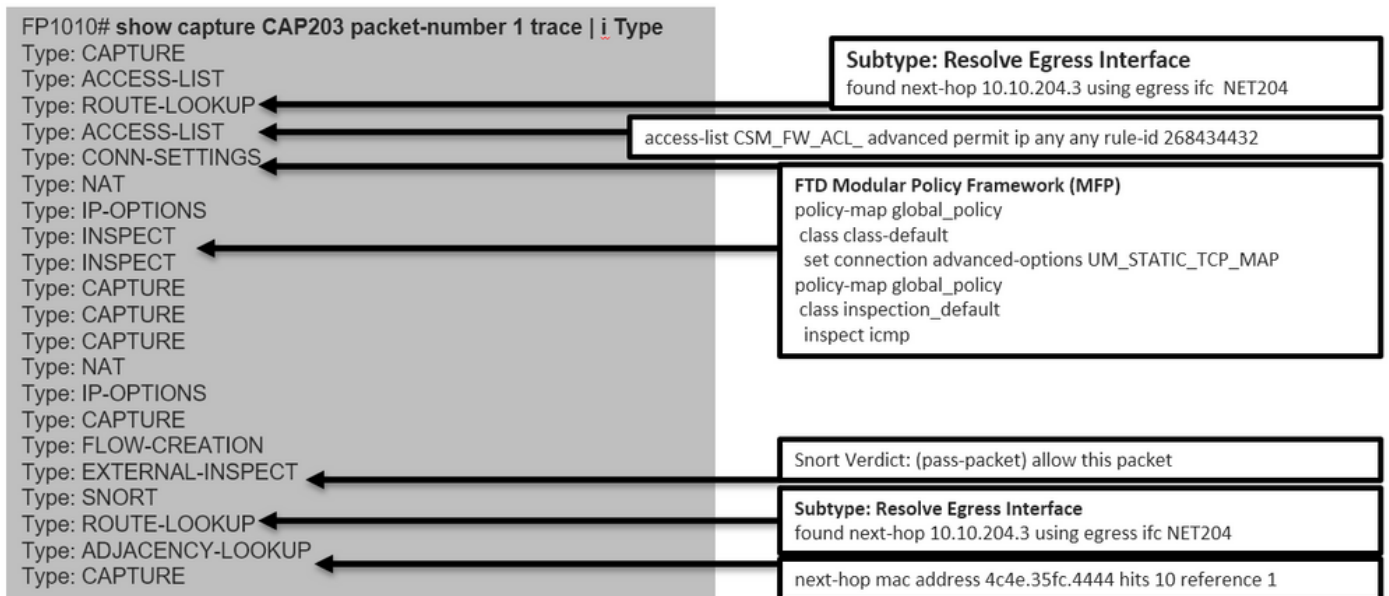 FP1010# show capture CAP203 packet-number 1 trace | i Type
Type: CAPTURE
Type: ACCESS-LIST
Type: ROUTE-LOOKUP
Type: ACCESS-LIST
Type: CONN-SETTINGS
Type: NAT
Type: IP-OPTIONS
Type: INSPECT
Type: INSPECT
Type: CAPTURE
Type: CAPTURE
Type: CAPTURE
Type: NAT
Type: IP-OPTIONS
Type: CAPTURE
Type: FLOW-CREATION
Type: EXTERNAL-INSPECT
Type: SNORT
Type: ROUTE-LOOKUP
Type: ADJACENCY-LOOKUP
Type: CAPTURE
Subtype: Resolve Egress Interface
found next-hop 10.10.204.3 using egress ifc NET204
access-list CSM_FW_ACL_ advanced permit ip any any rule-id 268434432
FTD Modular Policy Framework (MFP)
policy-map global_policy
class class-default
set connection advanced-options UM_STATIC_TCP_MAP
policy-map global_policy
class inspection_default
inspect icmp
Snort Verdict: (pass-packet) allow this packet
Subtype: Resolve Egress Interface
found next-hop 10.10.204.3 using egress ifc NET204
next-hop mac address 4c4e.35fc.4444 hits 10 reference 1